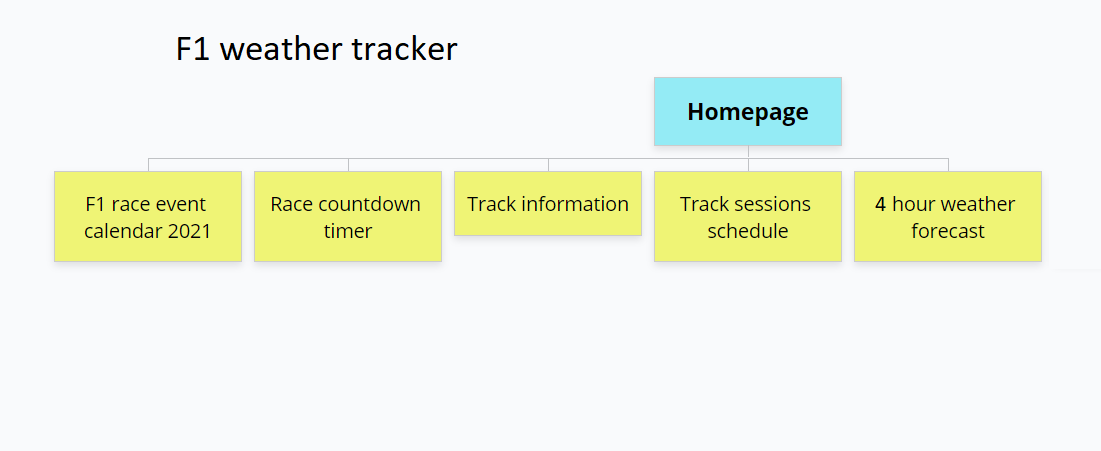 F1 weather tracker
Homepage
F1 race event
calendar 2021
Race countdown
timer
Track information
Track sessions
schedule
4 hour weather
forecast